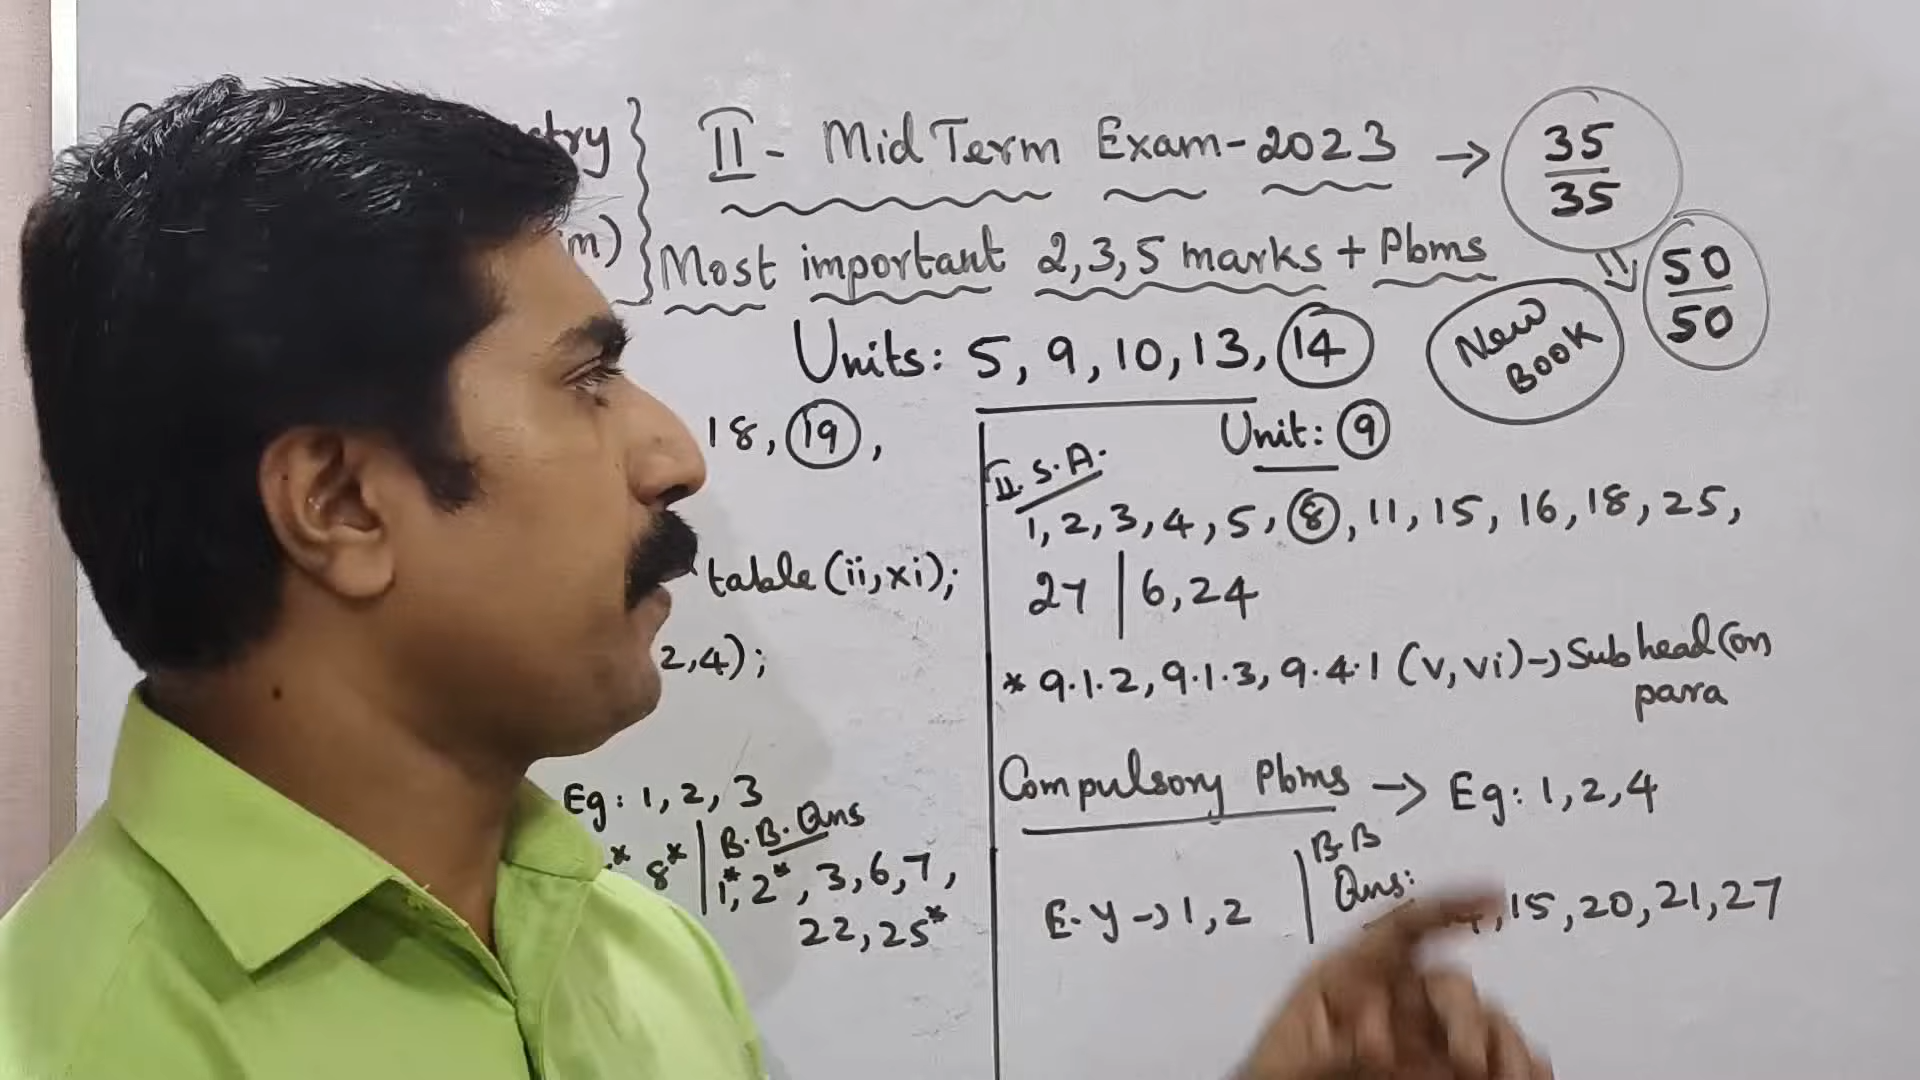 II - Mid Term Exam-2023 → 35/35
Most important 2,3,5 marks + Pbms 50/50
New Book
Units: 5, 9, 10, 13, 14
18, 19,
table (ii, xi);
2,4);
Eg: 1, 2, 3
8* | B.B. Qns
1*, 2*, 3, 6, 7,
22, 25*
Unit: 9
II. S.A.
1, 2, 3, 4, 5, 8, 11, 15, 16, 18, 25,
27 | 6, 24
* 9.1.2, 9.1.3, 9.4.1 (v, vi) → Subhead (on
para
Compulsory Pbms → Eg: 1, 2, 4
E.y → 1, 2 | B.B
Qns: 15, 20, 21, 27